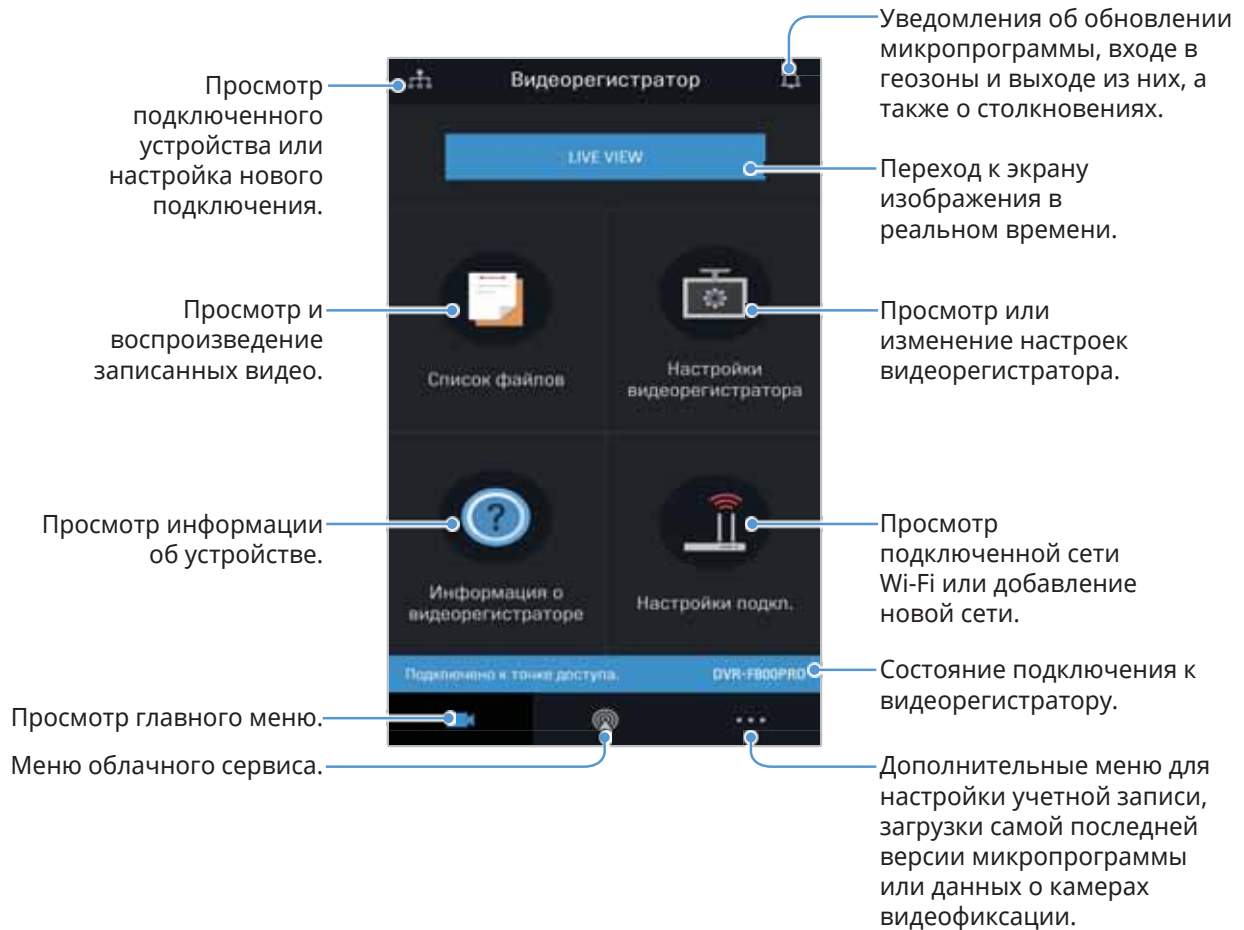 Уведомления об обновлении
микропрограммы, входе в
геозоны и выходе из них, а
также о столкновениях.
Просмотр
подключенного
устройства или
настройка нового
подключения.
Видеорегистратор
LIVE VIEW
Переход к экрану
изображения в
реальном времени.
Просмотр и
воспроизведение
записанных видео.
Список файлов
Настройки
видеорегистратора
Просмотр или
изменение настроек
видеорегистратора.
Просмотр информации
об устройстве.
?
Информация о
видеорегистраторе
Настройки подкл.
Просмотр
подключенной сети
Wi-Fi или добавление
новой сети.
Подключено к точке доступа.
DVR-F800PRO
Состояние подключения к
видеорегистратору.
Просмотр главного меню.
Меню облачного сервиса.
Дополнительные меню для
настройки учетной записи,
загрузки самой последней
версии микропрограммы
или данных о камерах
видеофиксации.